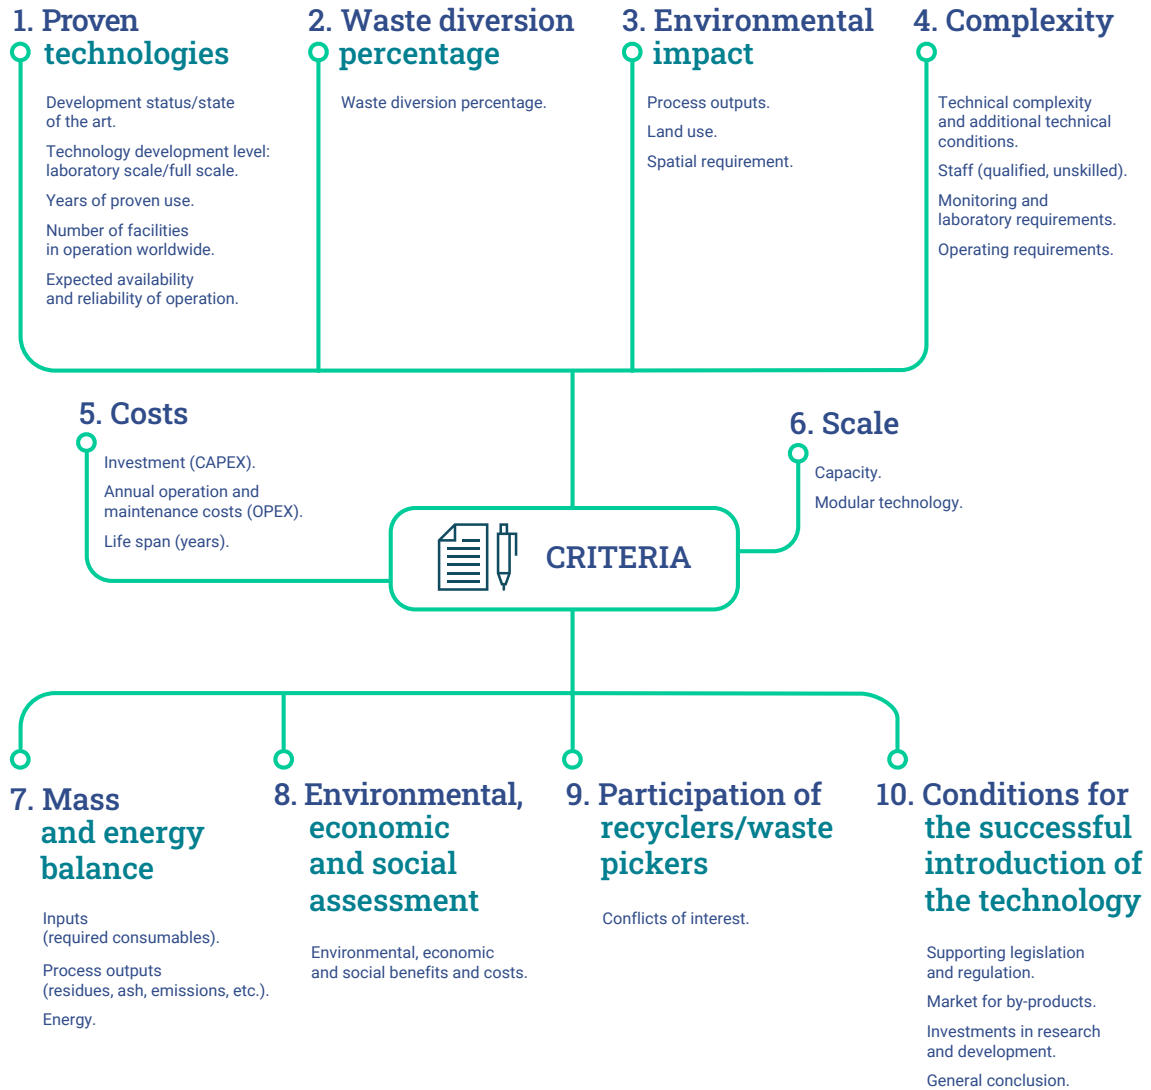 1. Proven
technologies
Development status/state
of the art.
Technology development level:
laboratory scale/full scale.
Years of proven use.
Number of facilities
in operation worldwide.
Expected availability
and reliability of operation.
2. Waste diversion
percentage
Waste diversion percentage.
3. Environmental
impact
Process outputs.
Land use.
Spatial requirement.
4. Complexity
Technical complexity
and additional technical
conditions.
Staff (qualified, unskilled).
Monitoring and
laboratory requirements.
Operating requirements.
5. Costs
Investment (CAPEX).
Annual operation and
maintenance costs (OPEX).
Life span (years).
6. Scale
Capacity.
Modular technology.
CRITERIA
7. Mass
and energy
balance
Inputs
(required consumables).
Process outputs
(residues, ash, emissions, etc.).
Energy.
8. Environmental,
economic
and social
assessment
Environmental, economic
and social benefits and costs.
9. Participation of
recyclers/waste
pickers
Conflicts of interest.
10. Conditions for
the successful
introduction of
the technology
Supporting legislation
and regulation.
Market for by-products.
Investments in research
and development.
General conclusion.